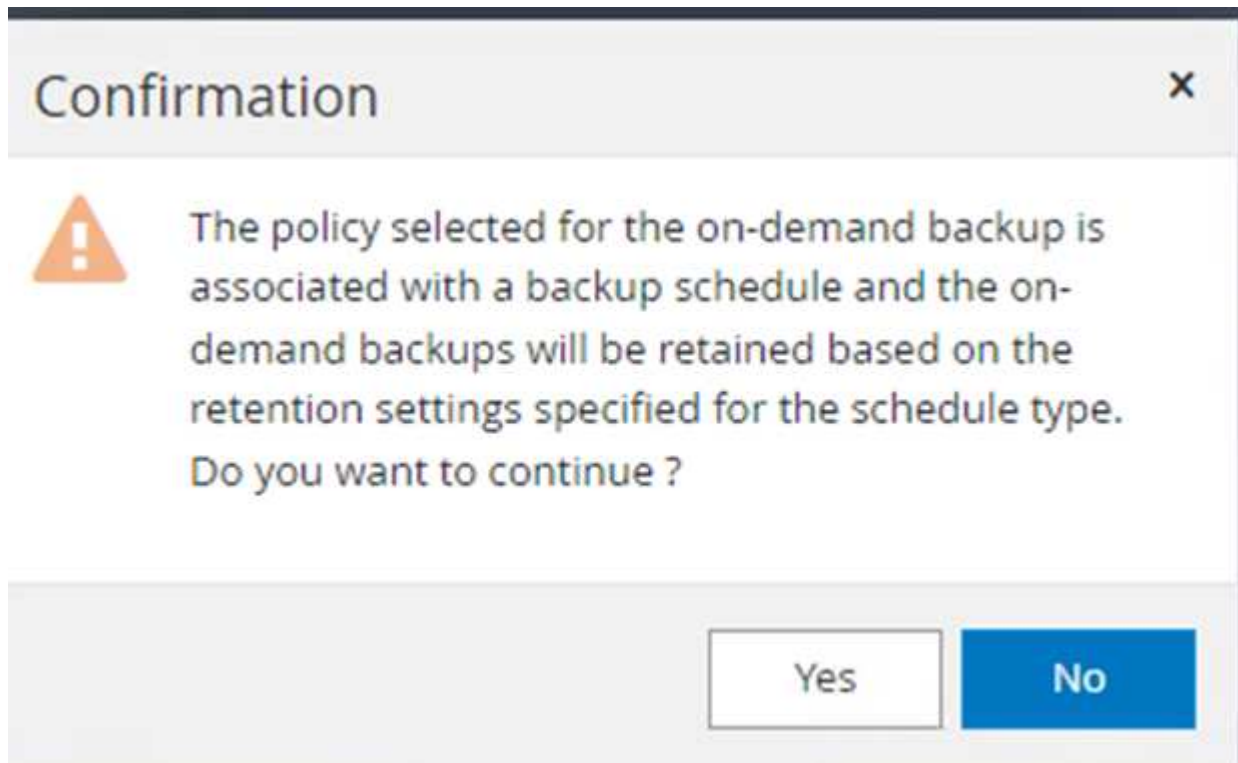 Confirmation
×
The policy selected for the on-demand backup is
associated with a backup schedule and the on-
demand backups will be retained based on the
retention settings specified for the schedule type.
Do you want to continue ?
Yes
No